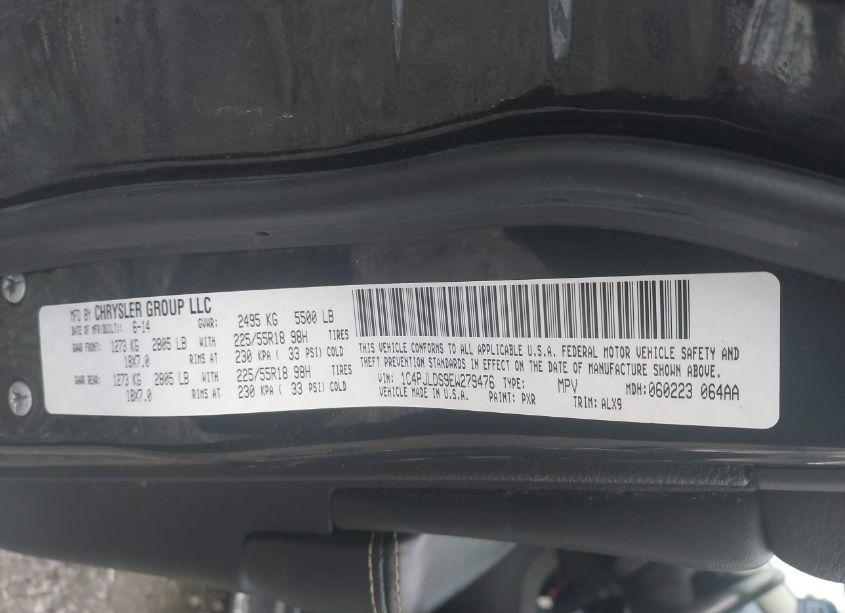 MFD BY CHRYSLER GROUP LLC
DATE OF MFR(BUILT): 6-14 GVWR: 2495 KG 5500 LB
GAWR FRONT: 1273 KG 2805 LB WITH 225/55R18 98H TIRES
18X7.0 RIMS AT 230 KPA ( 33 PSI) COLD
GAWR REAR: 1273 KG 2805 LB WITH 225/55R18 98H TIRES
18X7.0 RIMS AT 230 KPA ( 33 PSI) COLD
THIS VEHICLE CONFORMS TO ALL APPLICABLE U.S.A. FEDERAL MOTOR VEHICLE SAFETY AND
THEFT PREVENTION STANDARDS IN EFFECT ON THE DATE OF MANUFACTURE SHOWN ABOVE.
VIN: 1C4PJLDS9EW279476 TYPE: MPV MDH: 060223 064AA
VEHICLE MADE IN U.S.A. PAINT: PXR TRIM: ALX9